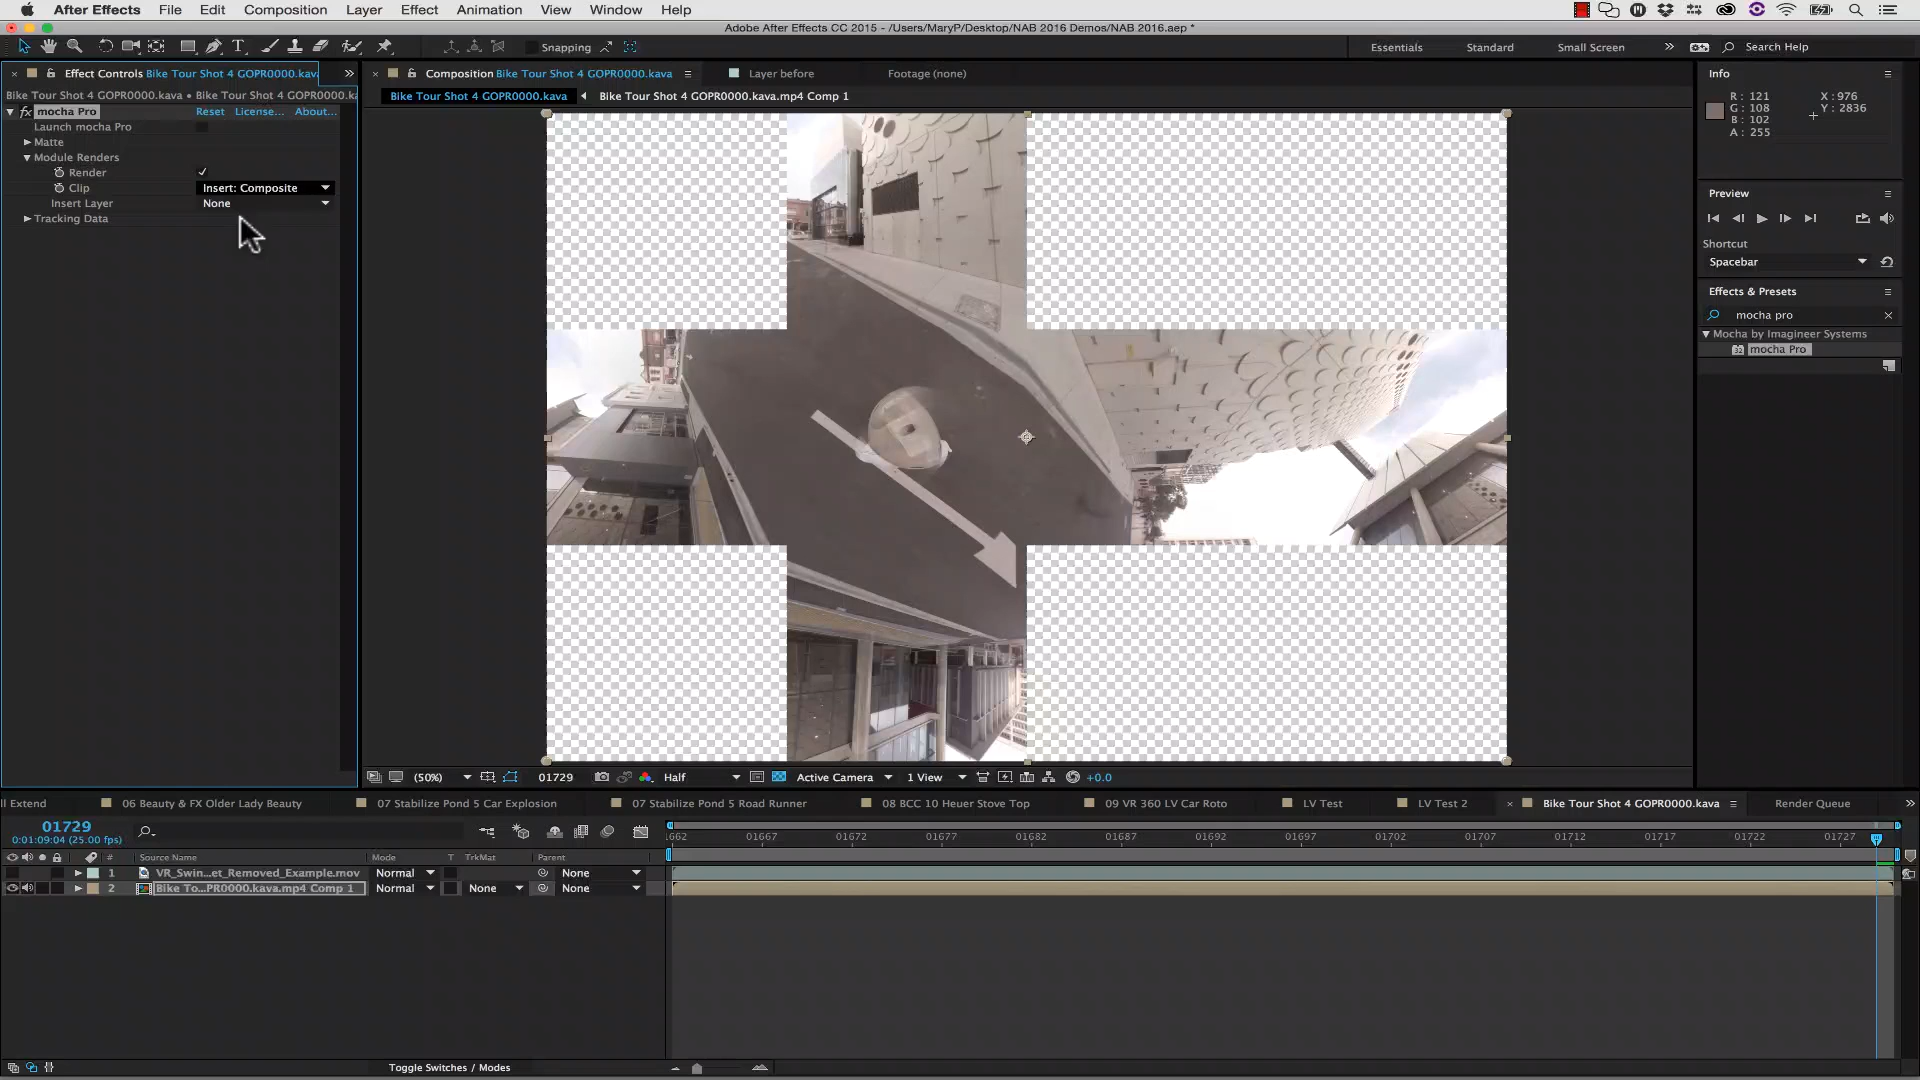 After Effects File Edit Composition Layer Effect Animation View Window Help
Adobe After Effects CC 2015 - /Users/MaryP/Desktop/NAB 2016 Demos/NAB 2016.aep *
Snapping
Essentials Standard Small Screen » Search Help
Effect Controls Bike Tour Shot 4 GOPR0000.kava »
Composition Bike Tour Shot 4 GOPR0000.kava
Layer before
Footage (none)
Info
Bike Tour Shot 4 GOPR0000.kava • Bike Tour Shot 4 GOPR0000.kava
Bike Tour Shot 4 GOPR0000.kava Bike Tour Shot 4 GOPR0000.kava.mp4 Comp 1
R: 121
G: 108
B: 102
A: 255
X: 976
Y: 2836
fx mocha Pro Reset License... About...
Launch mocha Pro
Matte
Module Renders
Render
Clip Insert: Composite
Insert Layer None
Tracking Data
Preview
Shortcut
Spacebar
Effects & Presets
mocha pro
Mocha by Imagineer Systems
mocha Pro
(50%) 01729 Half Active Camera 1 View +0.0
ll Extend 06 Beauty & FX Older Lady Beauty 07 Stabilize Pond 5 Car Explosion 07 Stabilize Pond 5 Road Runner 08 BCC 10 Heuer Stove Top 09 VR 360 LV Car Roto LV Test LV Test 2 Bike Tour Shot 4 GOPR0000.kava Render Queue »
01729
0:01:09:04 (25.00 fps)
1662 01667 01672 01677 01682 01687 01692 01697 01702 01707 01712 01717 01722 01727
# Source Name Mode T TrkMat Parent
1 VR_Swin...et_Removed_Example.mov Normal None
2 Bike To...PR0000.kava.mp4 Comp 1 Normal None None
Toggle Switches / Modes